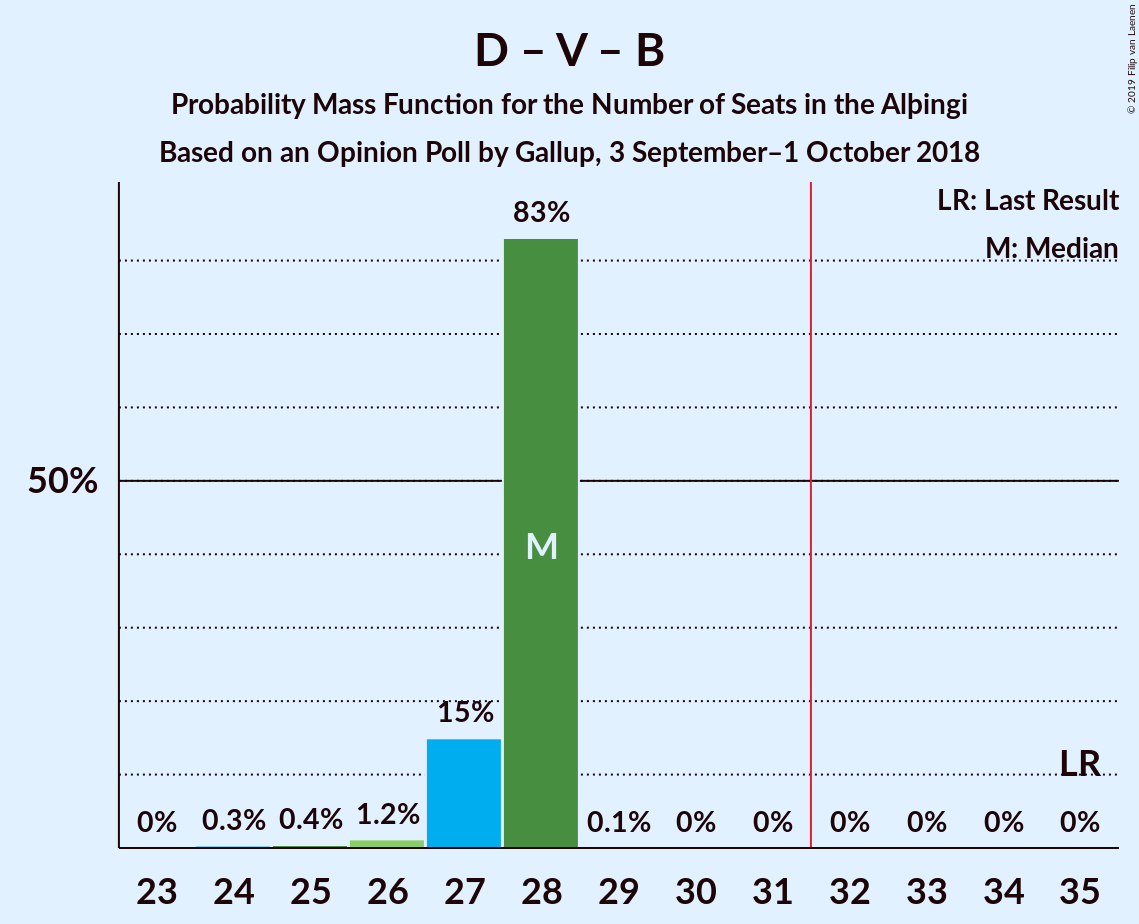 D – V – B
Probability Mass Function for the Number of Seats in the Alþingi
Based on an Opinion Poll by Gallup, 3 September–1 October 2018
© 2019 Filip van Laenen
LR: Last Result
M: Median
83%
50%
M
15%
LR
0% 0.3% 0.4% 1.2% 0.1% 0% 0% 0% 0% 0% 0%
23 24 25 26 27 28 29 30 31 32 33 34 35